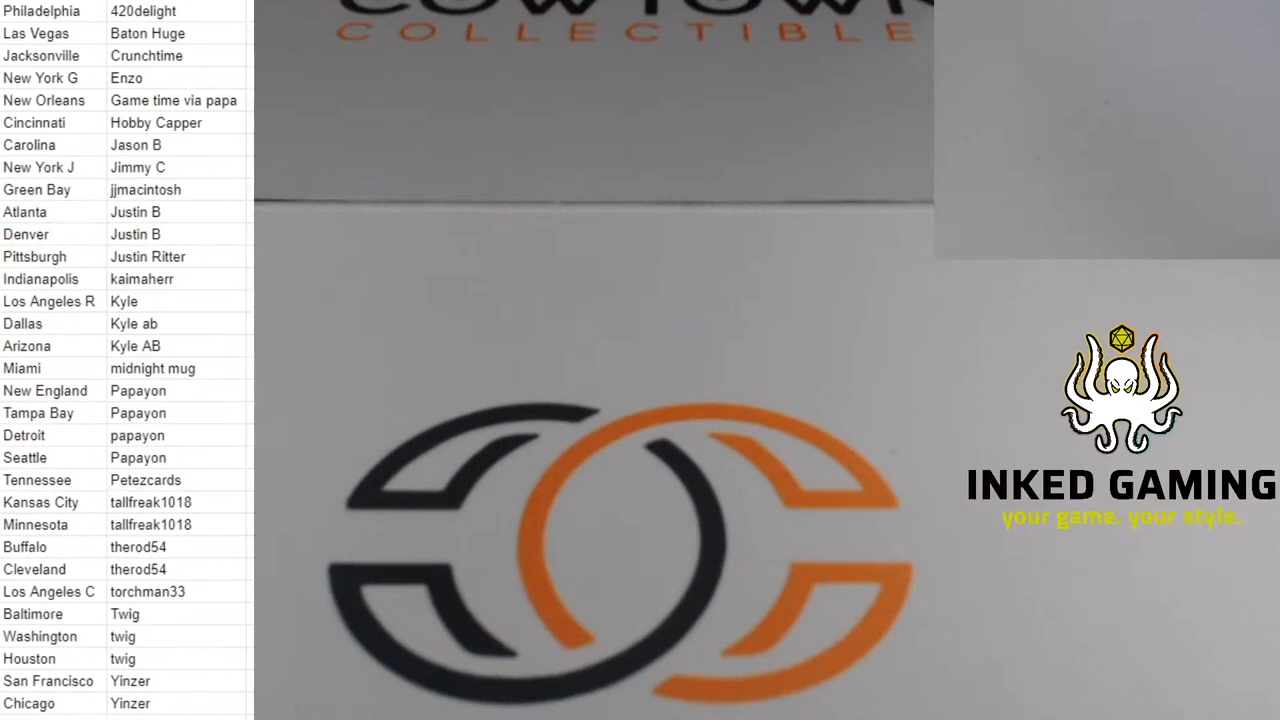 Philadelphia 420delight
Las Vegas Baton Huge
Jacksonville Crunchtime
New York G Enzo
New Orleans Game time via papa
Cincinnati Hobby Capper
Carolina Jason B
New York J Jimmy C
Green Bay jjmacintosh
Atlanta Justin B
Denver Justin B
Pittsburgh Justin Ritter
Indianapolis kaimaherr
Los Angeles R Kyle
Dallas Kyle ab
Arizona Kyle AB
Miami midnight mug
New England Papayon
Tampa Bay Papayon
Detroit papayon
Seattle Papayon
Tennessee Petezcards
Kansas City tallfreak1018
Minnesota tallfreak1018
Buffalo therod54
Cleveland therod54
Los Angeles C torchman33
Baltimore Twig
Washington twig
Houston twig
San Francisco Yinzer
Chicago Yinzer
COWTOWN
COLLECTIBLE
INKED GAMING
your game. your style.